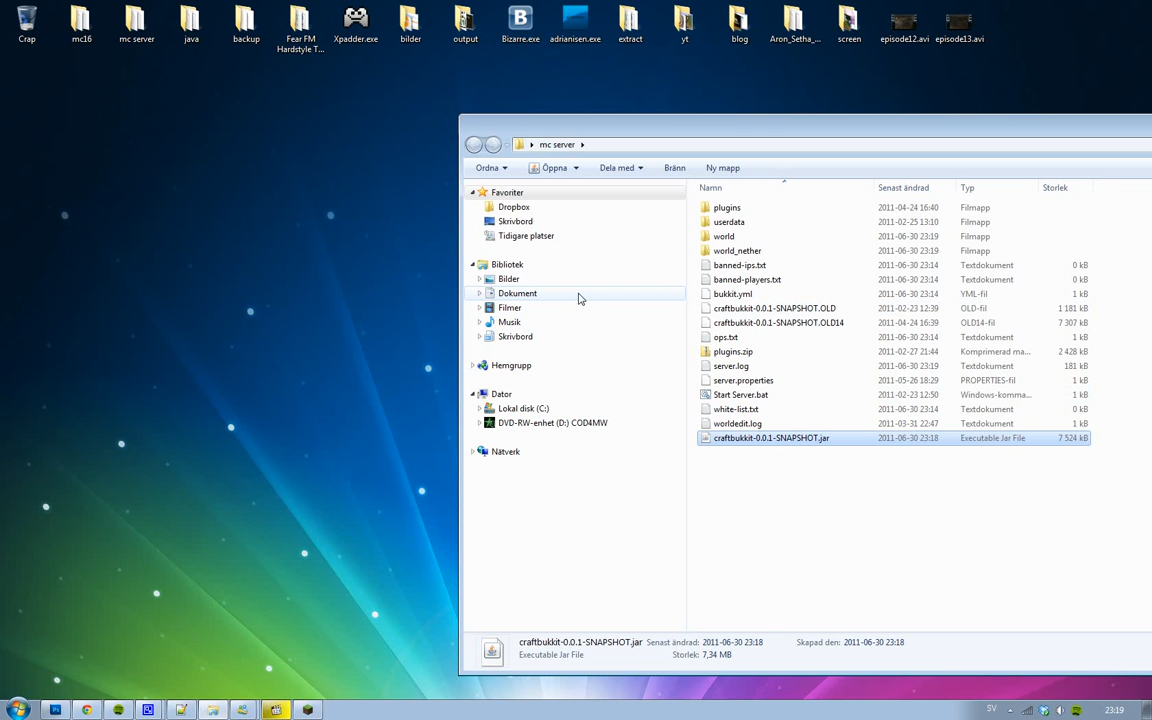 Crap
mc16
mc server
java
backup
Fear FM
Hardstyle T...
Xpadder.exe
bilder
output
Bizarre.exe
adrianisen.exe
extract
yt
blog
Aron_Setha_...
screen
episode12.avi
episode13.avi
mc server
Ordna
Öppna
Dela med
Bränn
Ny mapp
Favoriter
Dropbox
Skrivbord
Tidigare platser
Bibliotek
Bilder
Dokument
Filmer
Musik
Skrivbord
Hemgrupp
Dator
Lokal disk (C:)
DVD-RW-enhet (D:) COD4MW
Nätverk
Namn Senast ändrad Typ Storlek
plugins 2011-04-24 16:40 Filmapp
userdata 2011-02-25 13:10 Filmapp
world 2011-06-30 23:19 Filmapp
world_nether 2011-06-30 23:19 Filmapp
banned-ips.txt 2011-06-30 23:14 Textdokument 0 kB
banned-players.txt 2011-06-30 23:14 Textdokument 0 kB
bukkit.yml 2011-06-30 23:14 YML-fil 1 kB
craftbukkit-0.0.1-SNAPSHOT.OLD 2011-02-23 12:39 OLD-fil 1 181 kB
craftbukkit-0.0.1-SNAPSHOT.OLD14 2011-04-24 16:39 OLD14-fil 7 307 kB
ops.txt 2011-06-30 23:14 Textdokument 1 kB
plugins.zip 2011-02-27 21:44 Komprimerad ma... 2 428 kB
server.log 2011-06-30 23:19 Textdokument 181 kB
server.properties 2011-05-26 18:29 PROPERTIES-fil 1 kB
Start Server.bat 2011-02-23 12:50 Windows-komma... 1 kB
white-list.txt 2011-06-30 23:14 Textdokument 1 kB
worldedit.log 2011-03-31 22:47 Textdokument 1 kB
craftbukkit-0.0.1-SNAPSHOT.jar 2011-06-30 23:18 Executable Jar File 7 524 kB
craftbukkit-0.0.1-SNAPSHOT.jar Senast ändrad: 2011-06-30 23:18 Skapad den: 2011-06-30 23:18
Executable Jar File Storlek: 7,34 MB
SV
23:19